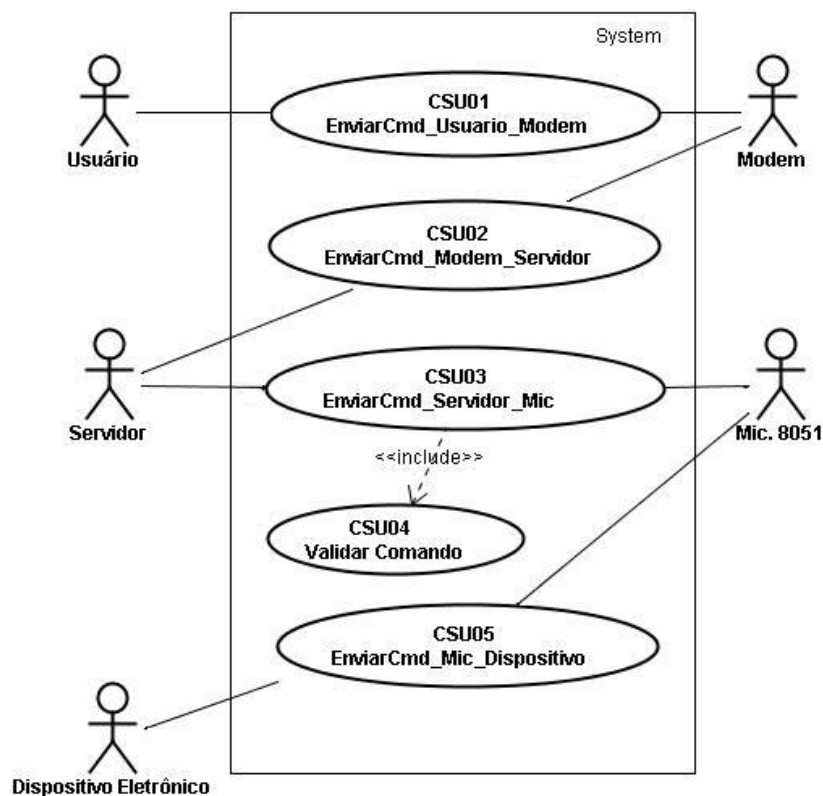 System
CSU01
EnviarCmd_Usuario_Modem
Usuário
Modem
CSU02
EnviarCmd_Modem_Servidor
CSU03
EnviarCmd_Servidor_Mic
Servidor
Mic. 8051
<<include>>
CSU04
Validar Comando
CSU05
EnviarCmd_Mic_Dispositivo
Dispositivo Eletrônico